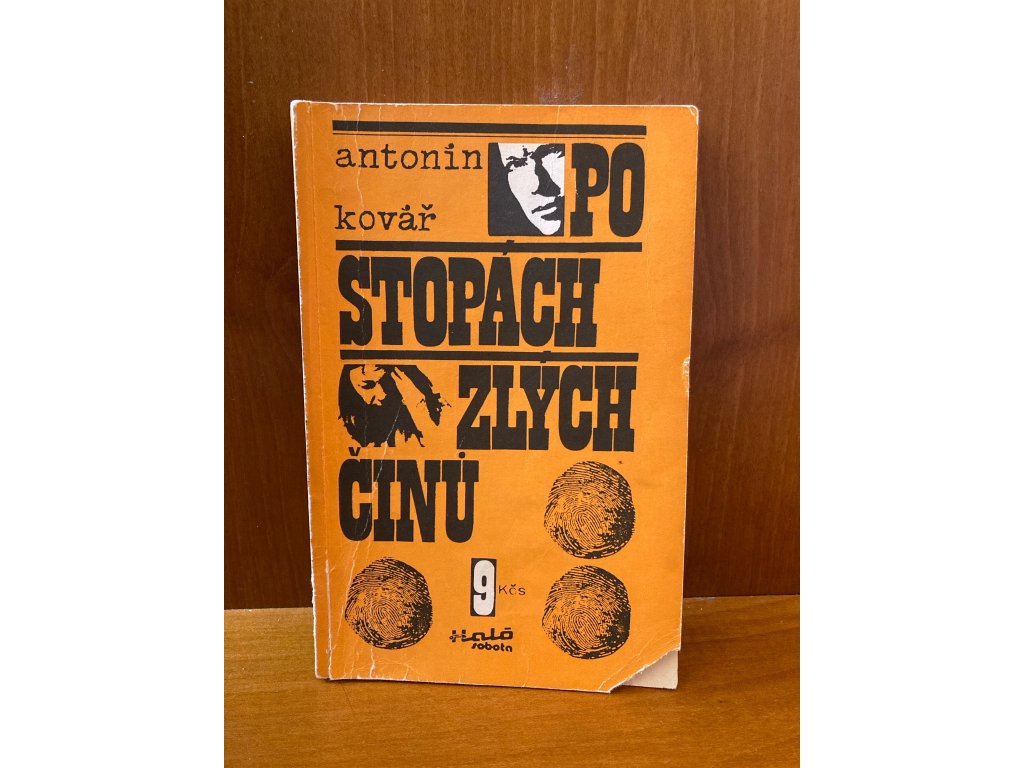 antonín
kovář
PO
STOPÁCH
ZLÝCH
ČINŮ
9 Kčs
Haló
sobota